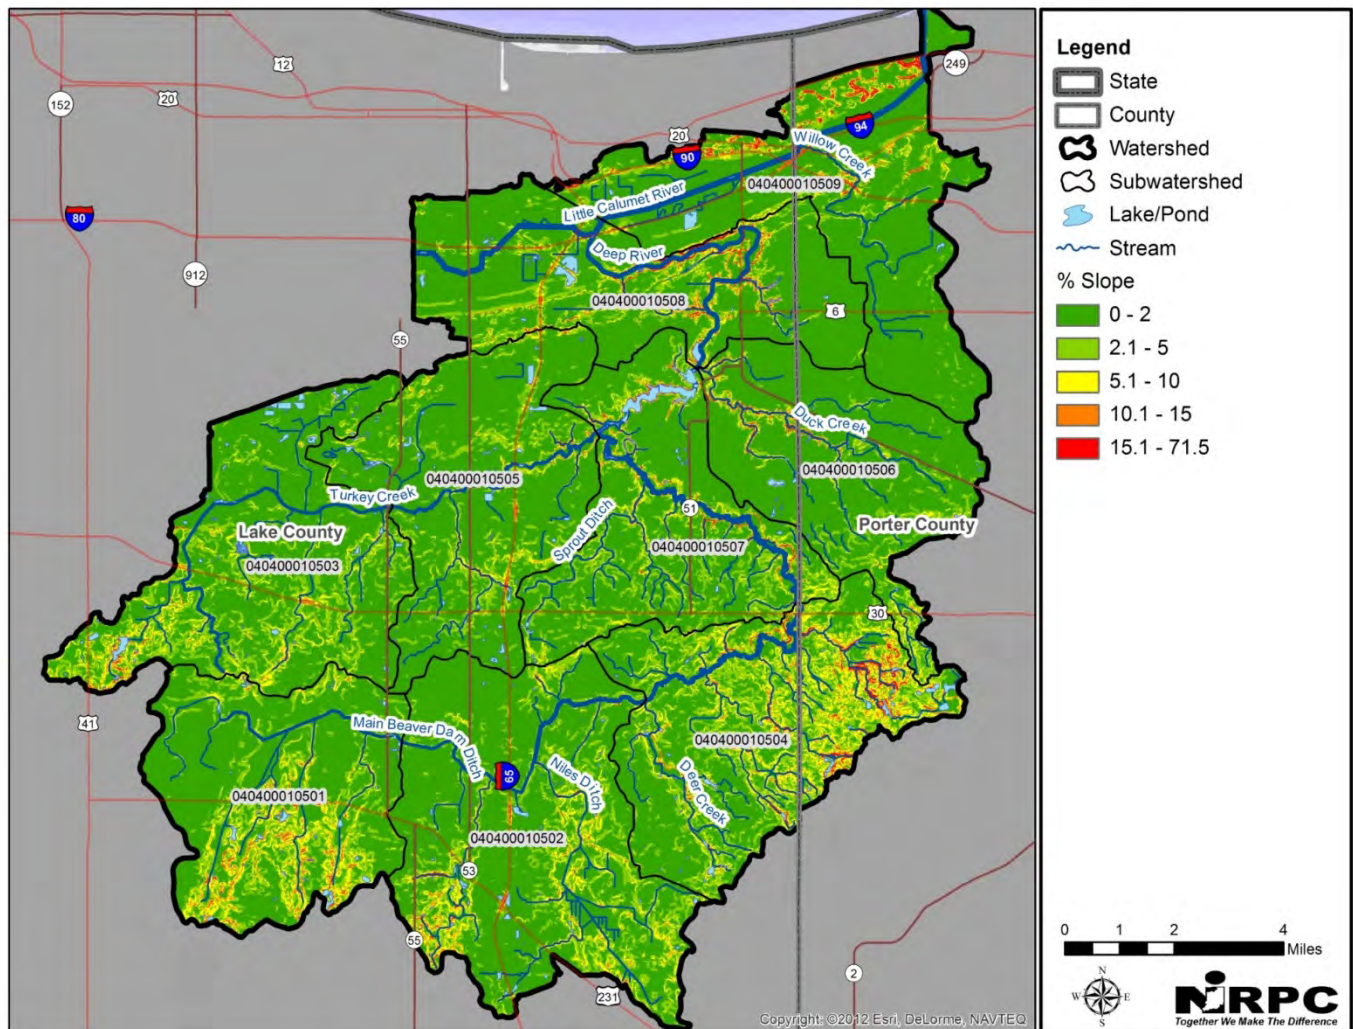 12
249
152
20
20
94
90
Willow Creek
040400010509
Little Calumet River
80
Deep River
912
040400010508
6
55
Duck Creek
040400010506
040400010505
Turkey Creek
51
Lake County
Sprout Ditch
Porter County
040400010507
040400010503
30
41
Main Beaver Dam Ditch
040400010504
65
Niles Ditch
Deer Creek
040400010501
040400010502
53
55
2
231
Copyright: ©2012 Esri, DeLorme, NAVTEQ
Legend
State
County
Watershed
Subwatershed
Lake/Pond
Stream
% Slope
0 - 2
2.1 - 5
5.1 - 10
10.1 - 15
15.1 - 71.5
0 1 2 4
Miles
N
W E
S
NIRPC
Together We Make The Difference